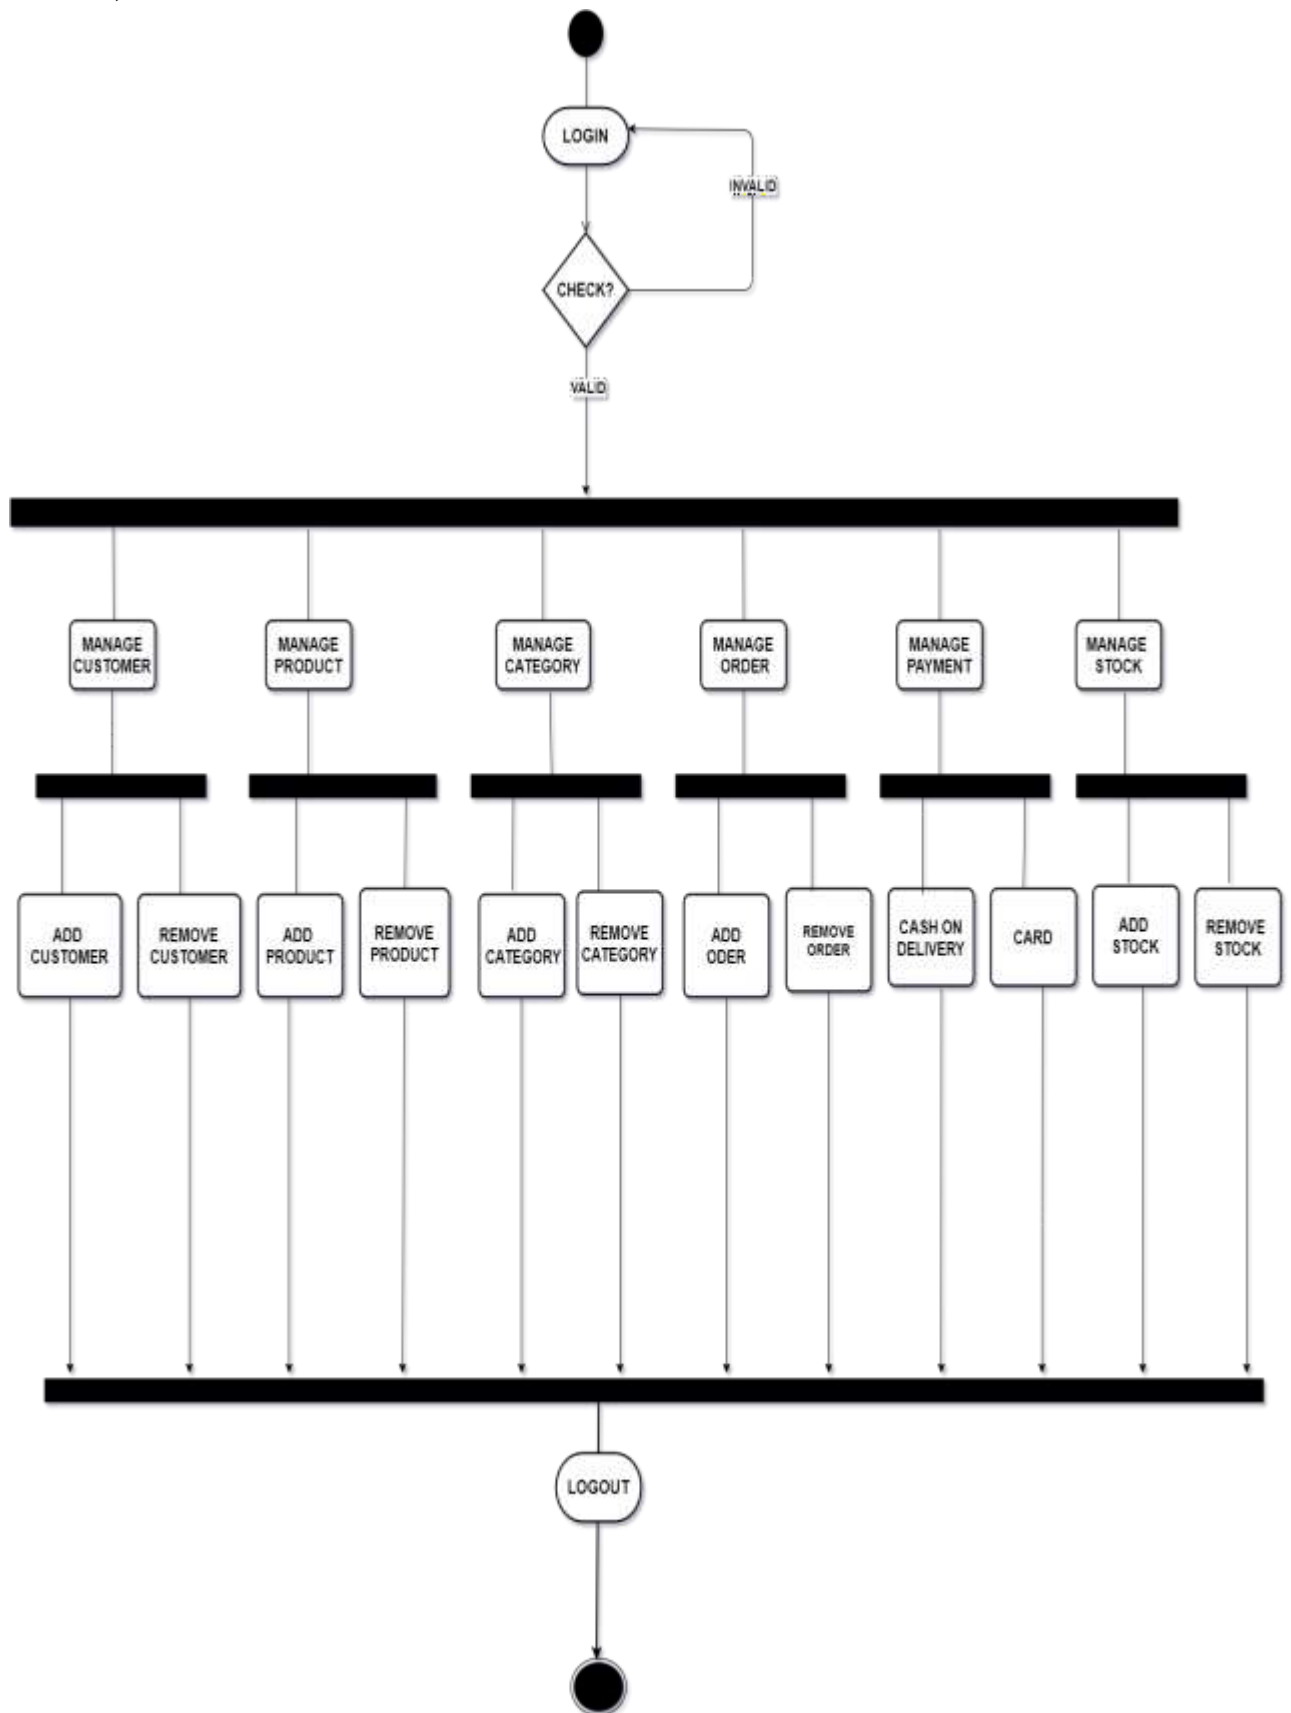 LOGIN
INVALID
CHECK?
VALID
MANAGE
CUSTOMER
MANAGE
PRODUCT
MANAGE
CATEGORY
MANAGE
ORDER
MANAGE
PAYMENT
MANAGE
STOCK
ADD
CUSTOMER
REMOVE
CUSTOMER
ADD
PRODUCT
REMOVE
PRODUCT
ADD
CATEGORY
REMOVE
CATEGORY
ADD
ODER
REMOVE
ORDER
CASH ON
DELIVERY
CARD
ADD
STOCK
REMOVE
STOCK
LOGOUT